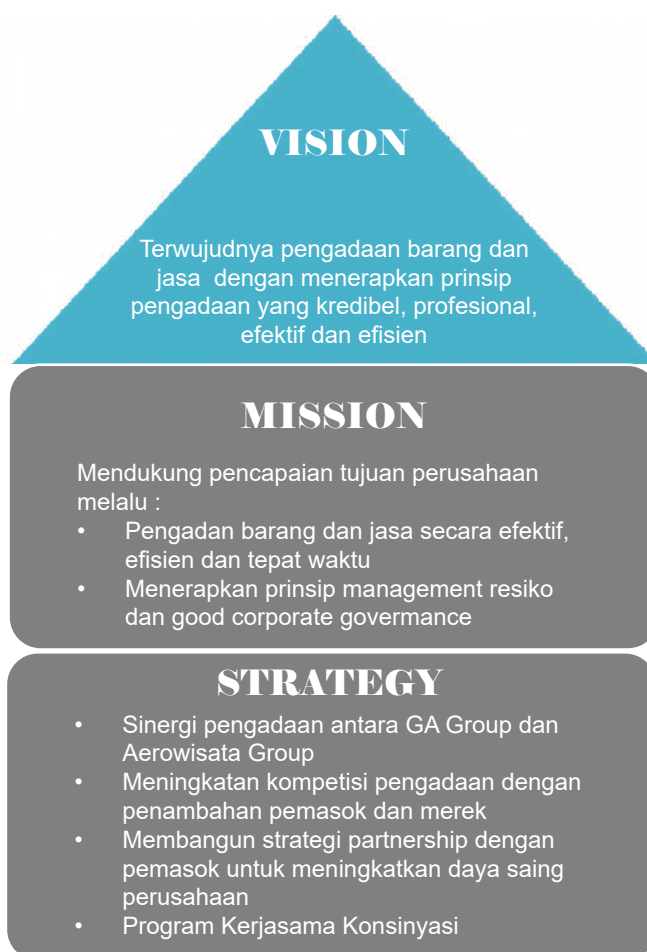 VISION
Terwujudnya pengadaan barang dan
jasa dengan menerapkan prinsip
pengadaan yang kredibel, profesional,
efektif dan efisien
MISSION
Mendukung pencapaian tujuan perusahaan
melalu :
• Pengadan barang dan jasa secara efektif,
efisien dan tepat waktu
• Menerapkan prinsip management resiko
dan good corporate govermance
STRATEGY
• Sinergi pengadaan antara GA Group dan
Aerowisata Group
• Meningkatan kompetisi pengadaan dengan
penambahan pemasok dan merek
• Membangun strategi partnership dengan
pemasok untuk meningkatkan daya saing
perusahaan
• Program Kerjasama Konsinyasi